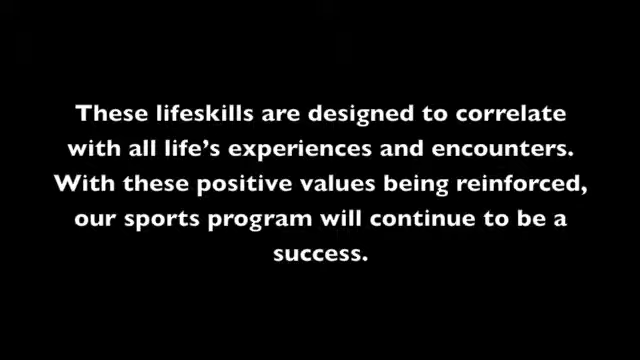 These lifeskills are designed to correlate
with all life’s experiences and encounters.
With these positive values being reinforced,
our sports program will continue to be a
success.